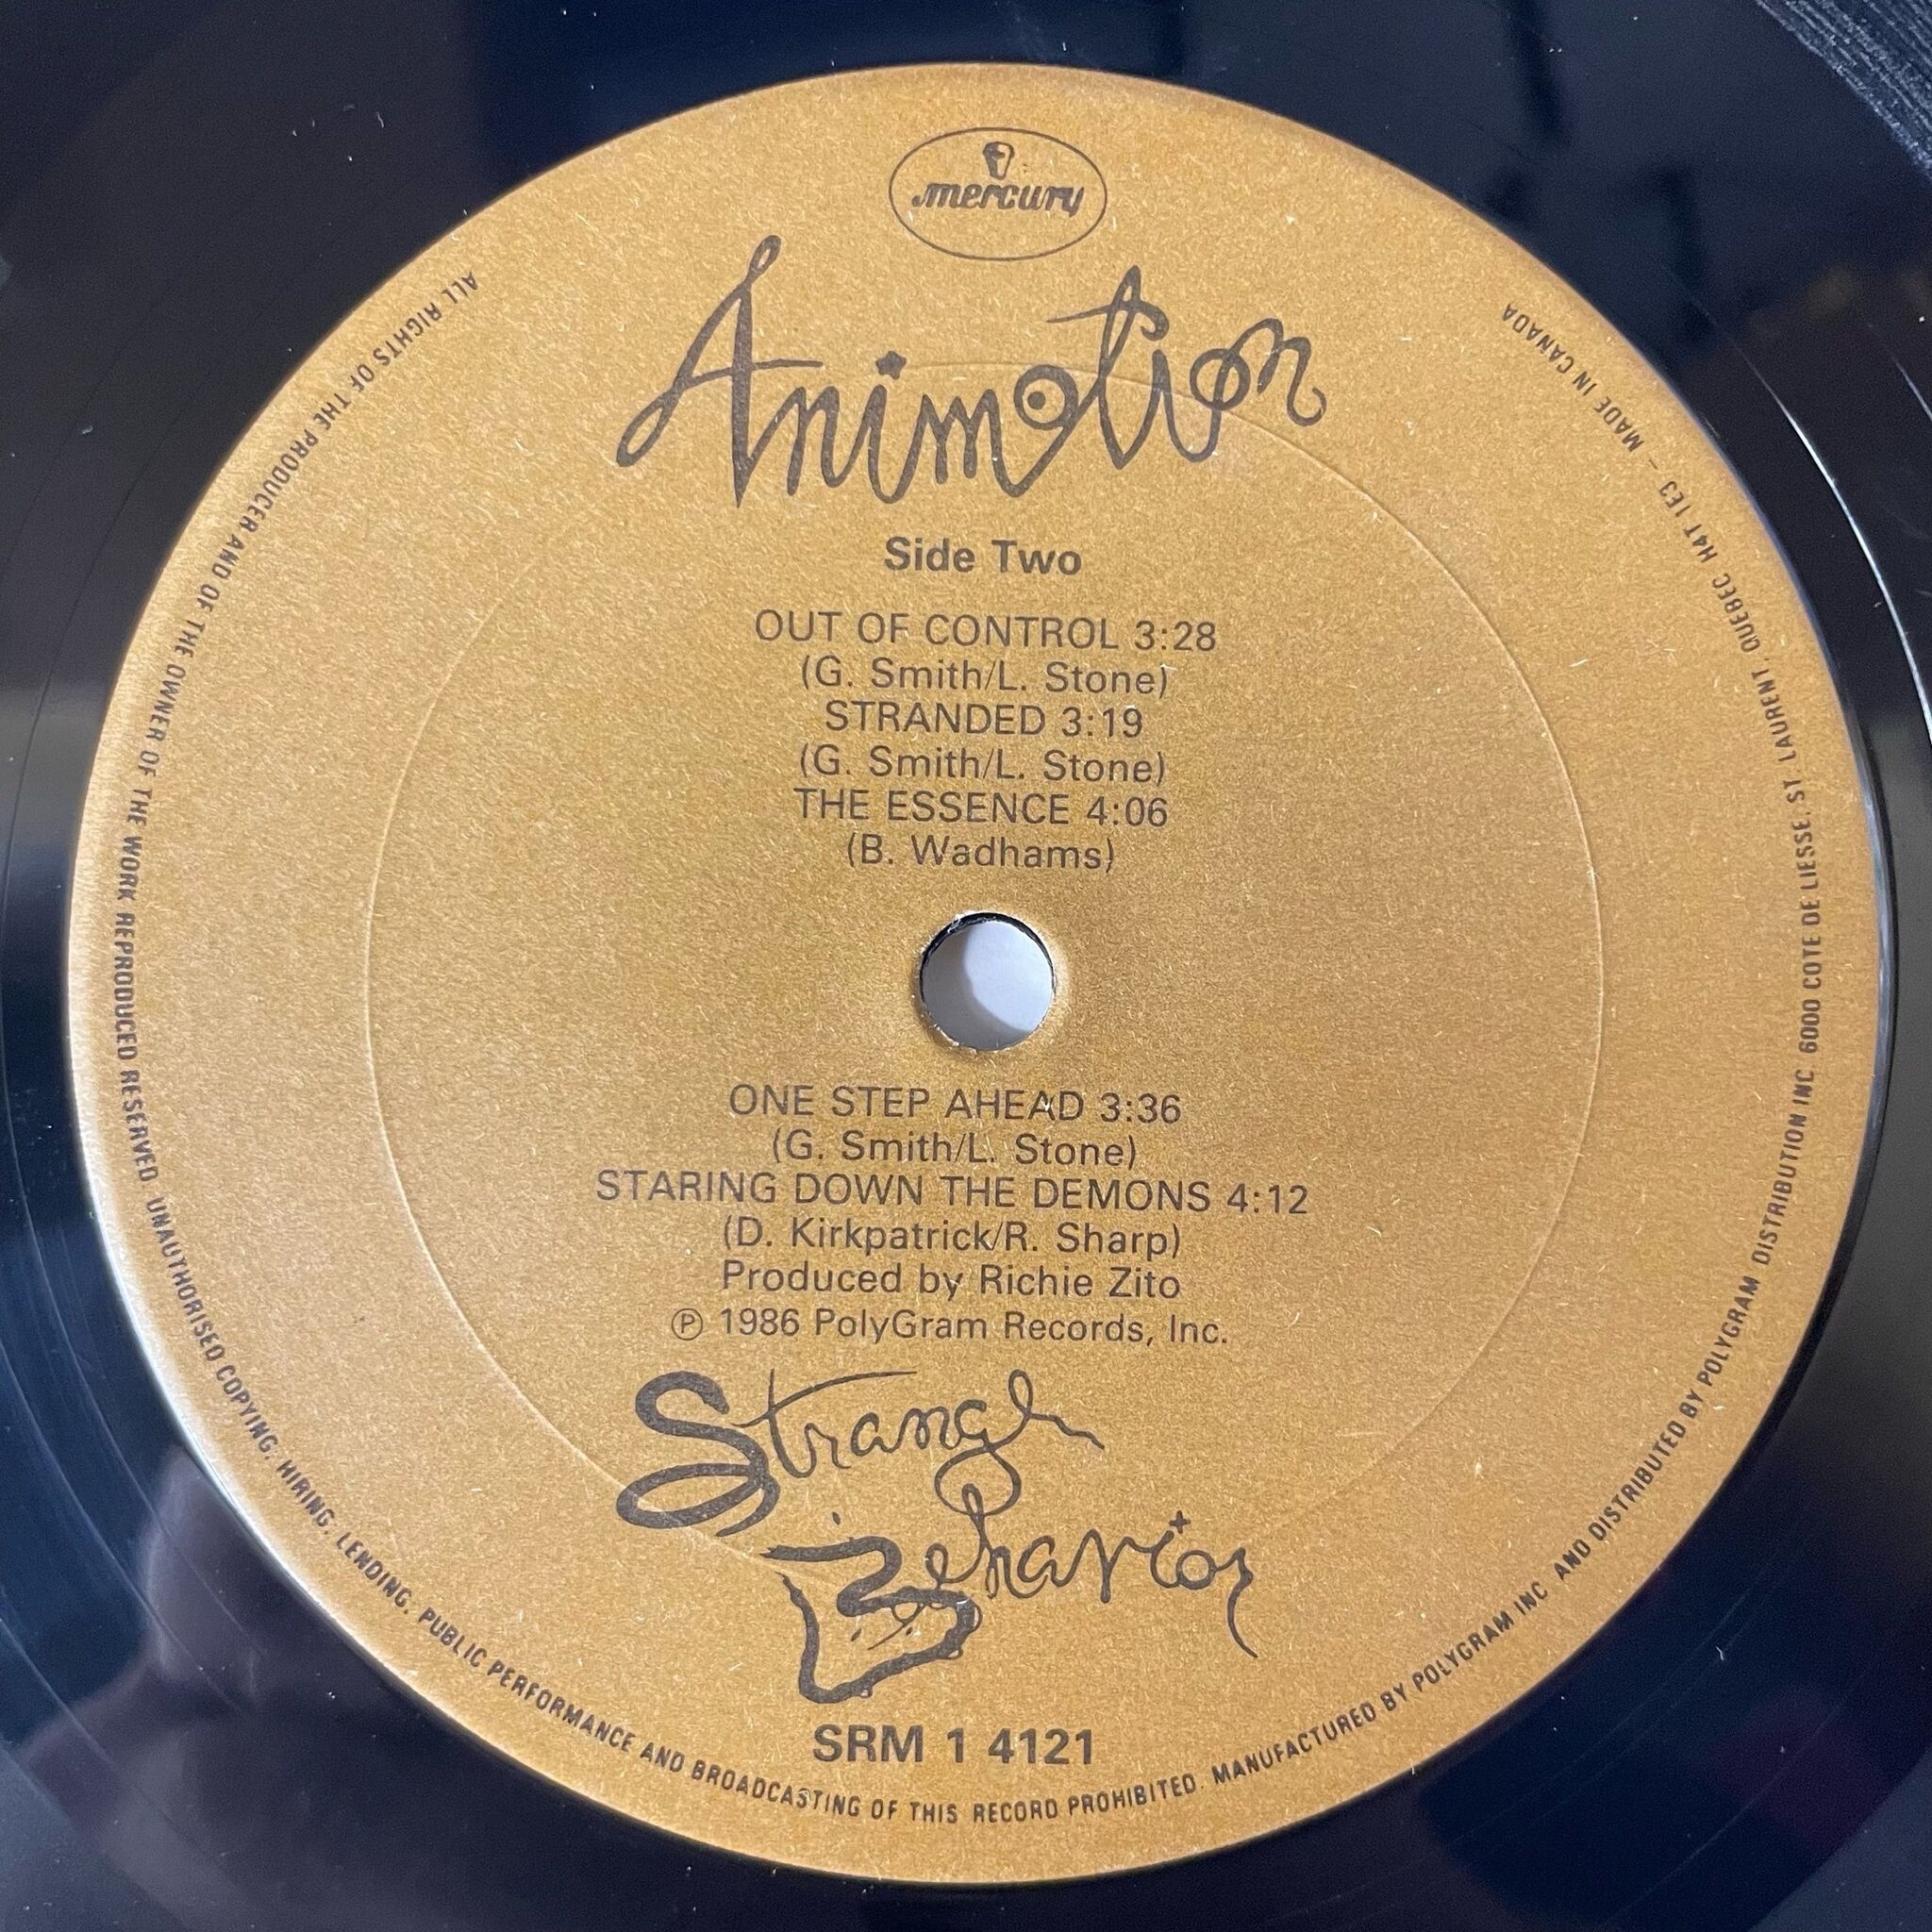 mercury
Animotion
Side Two
OUT OF CONTROL 3:28
(G. Smith/L. Stone)
STRANDED 3:19
(G. Smith/L. Stone)
THE ESSENCE 4:06
(B. Wadhams)
ONE STEP AHEAD 3:36
(G. Smith/L. Stone)
STARING DOWN THE DEMONS 4:12
(D. Kirkpatrick/R. Sharp)
Produced by Richie Zito
℗ 1986 PolyGram Records, Inc.
Strange
Behavior
SRM 1 4121
ALL RIGHTS OF THE PRODUCER AND OF THE OWNER OF THE WORK REPRODUCED RESERVED UNAUTHORISED COPYING, HIRING, LENDING, PUBLIC PERFORMANCE AND BROADCASTING OF THIS RECORD PROHIBITED. MANUFACTURED BY POLYGRAM INC AND DISTRIBUTED BY POLYGRAM DISTRIBUTION INC 6000 COTE DE LIESSE, ST. LAURENT, QUEBEC H4T 1E3 – MADE IN CANADA